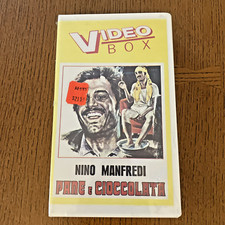 VIDEO
BOX
NINO MANFREDI
PANE e CIOCCOLATA